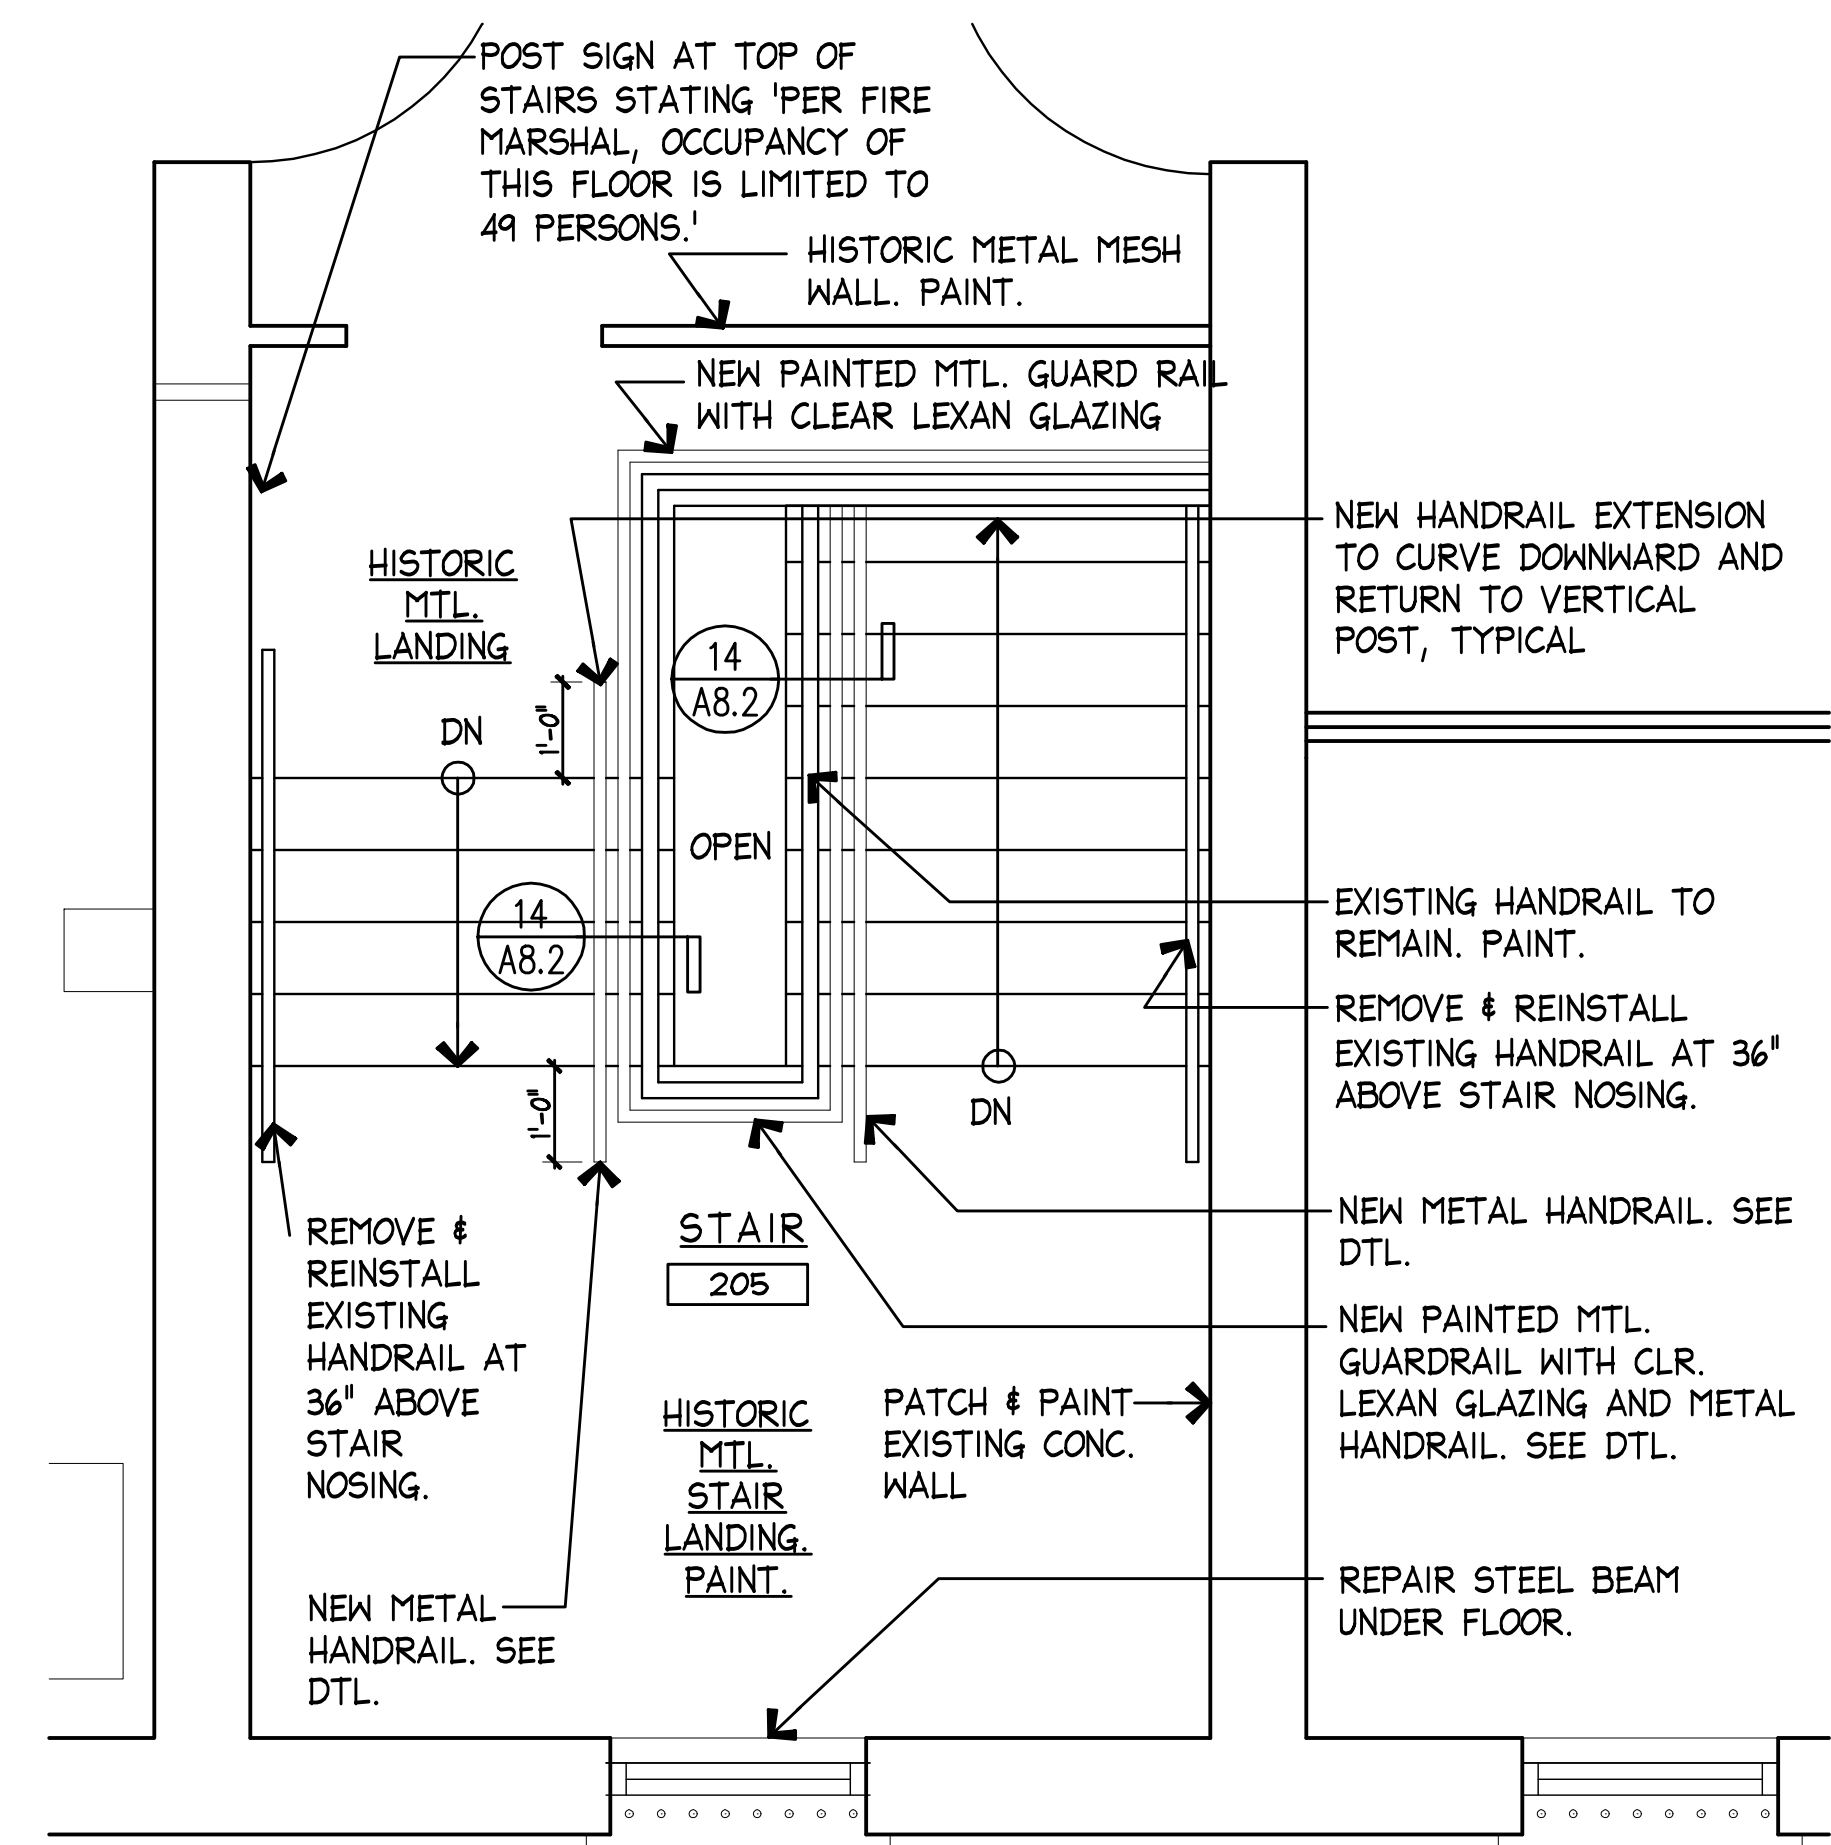 POST SIGN AT TOP OF
STAIRS STATING 'PER FIRE
MARSHAL, OCCUPANCY OF
THIS FLOOR IS LIMITED TO
49 PERSONS.'
HISTORIC METAL MESH
WALL. PAINT.
NEW PAINTED MTL. GUARD RAIL
WITH CLEAR LEXAN GLAZING
NEW HANDRAIL EXTENSION
TO CURVE DOWNWARD AND
RETURN TO VERTICAL
POST, TYPICAL
HISTORIC
MTL.
LANDING
14
A8.2
DN
1'-0"
OPEN
14
A8.2
EXISTING HANDRAIL TO
REMAIN. PAINT.
REMOVE & REINSTALL
EXISTING HANDRAIL AT 36"
ABOVE STAIR NOSING.
DN
1'-0"
NEW METAL HANDRAIL. SEE
DTL.
STAIR
205
REMOVE &
REINSTALL
EXISTING
HANDRAIL AT
36" ABOVE
STAIR
NOSING.
NEW PAINTED MTL.
GUARDRAIL WITH CLR.
LEXAN GLAZING AND METAL
HANDRAIL. SEE DTL.
HISTORIC
MTL.
STAIR
LANDING.
PAINT.
PATCH & PAINT
EXISTING CONC.
WALL
REPAIR STEEL BEAM
UNDER FLOOR.
NEW METAL
HANDRAIL. SEE
DTL.